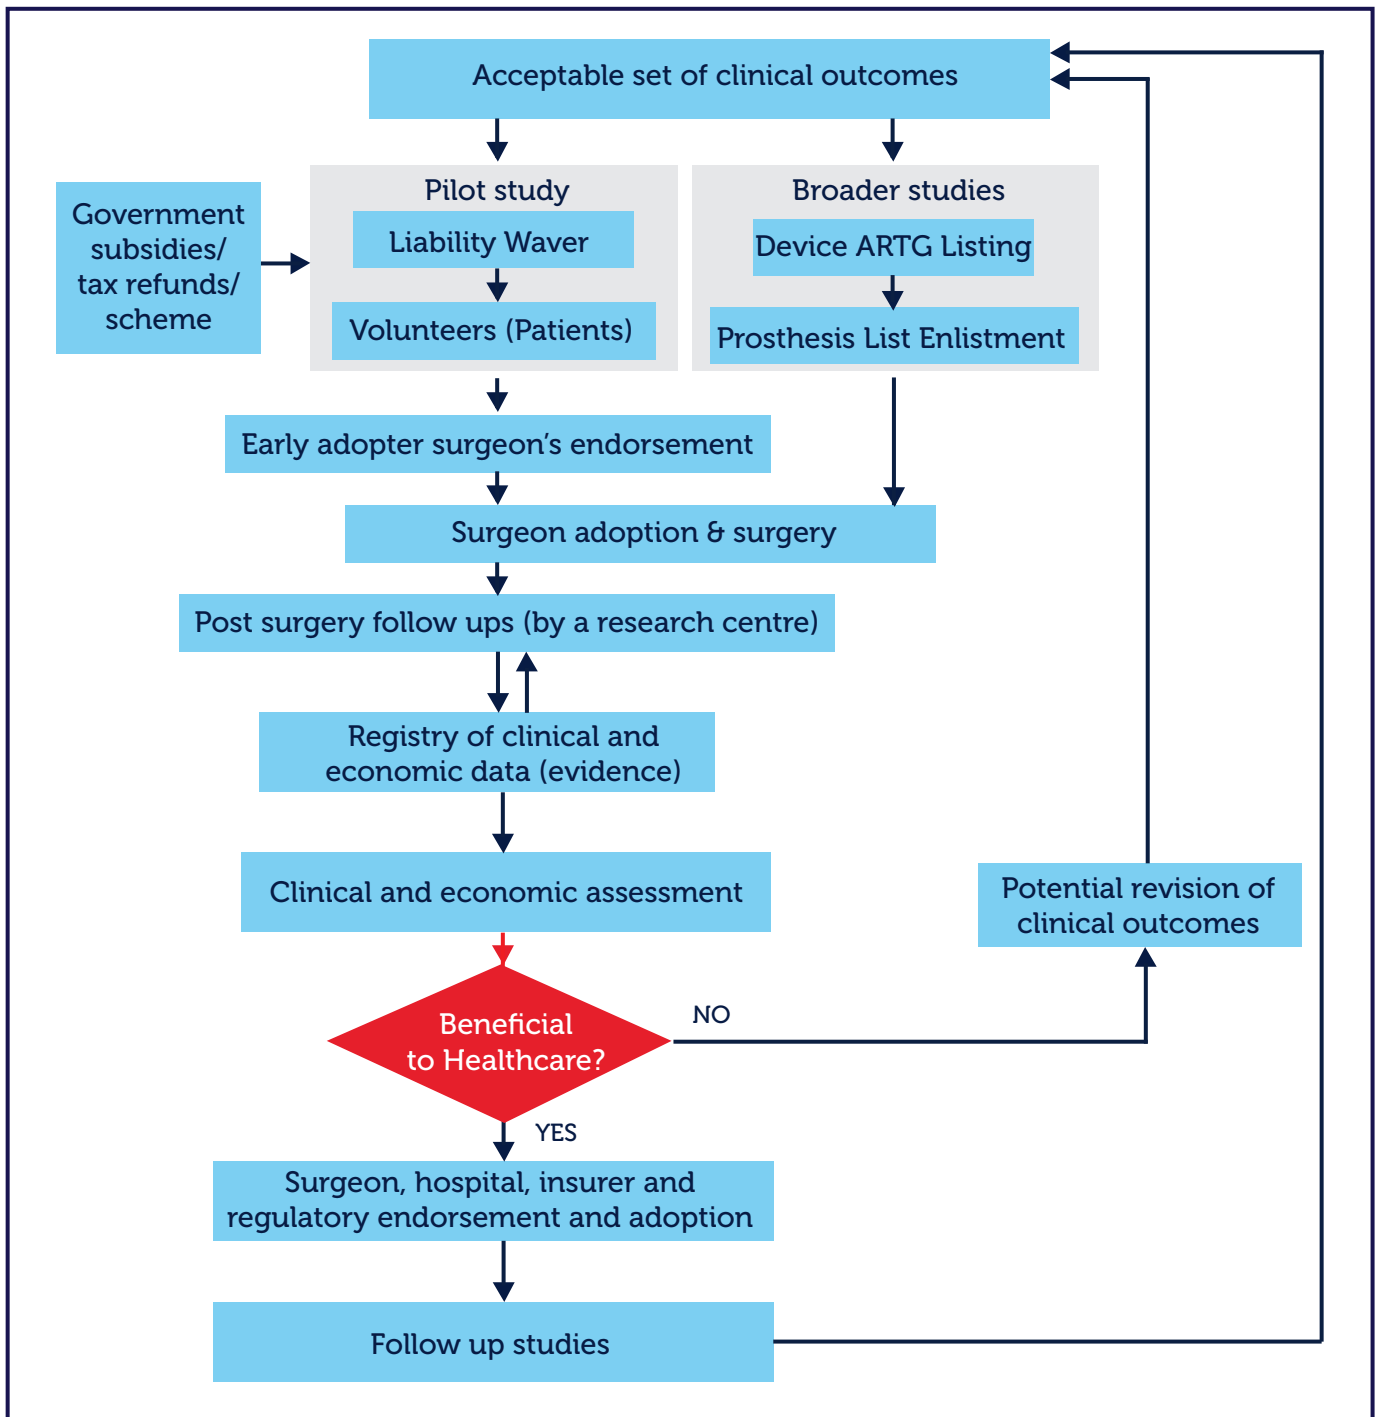 Acceptable set of clinical outcomes
Government
subsidies/
tax refunds/
scheme
Pilot study
Liability Waver
Volunteers (Patients)
Broader studies
Device ARTG Listing
Prosthesis List Enlistment
Early adopter surgeon's endorsement
Surgeon adoption & surgery
Post surgery follow ups (by a research centre)
Registry of clinical and
economic data (evidence)
Clinical and economic assessment
Potential revision of
clinical outcomes
Beneficial
to Healthcare?
NO
YES
Surgeon, hospital, insurer and
regulatory endorsement and adoption
Follow up studies